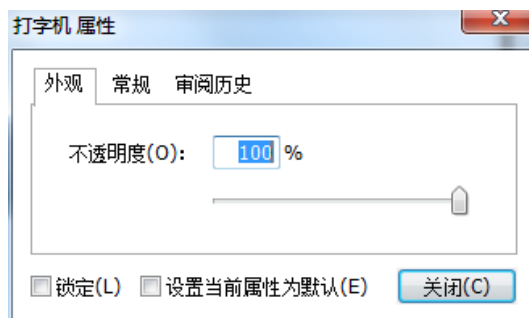 打字机 属性
外观 常规 审阅历史
不透明度(O): 100 %
锁定(L) 设置当前属性为默认(E) 关闭(C)